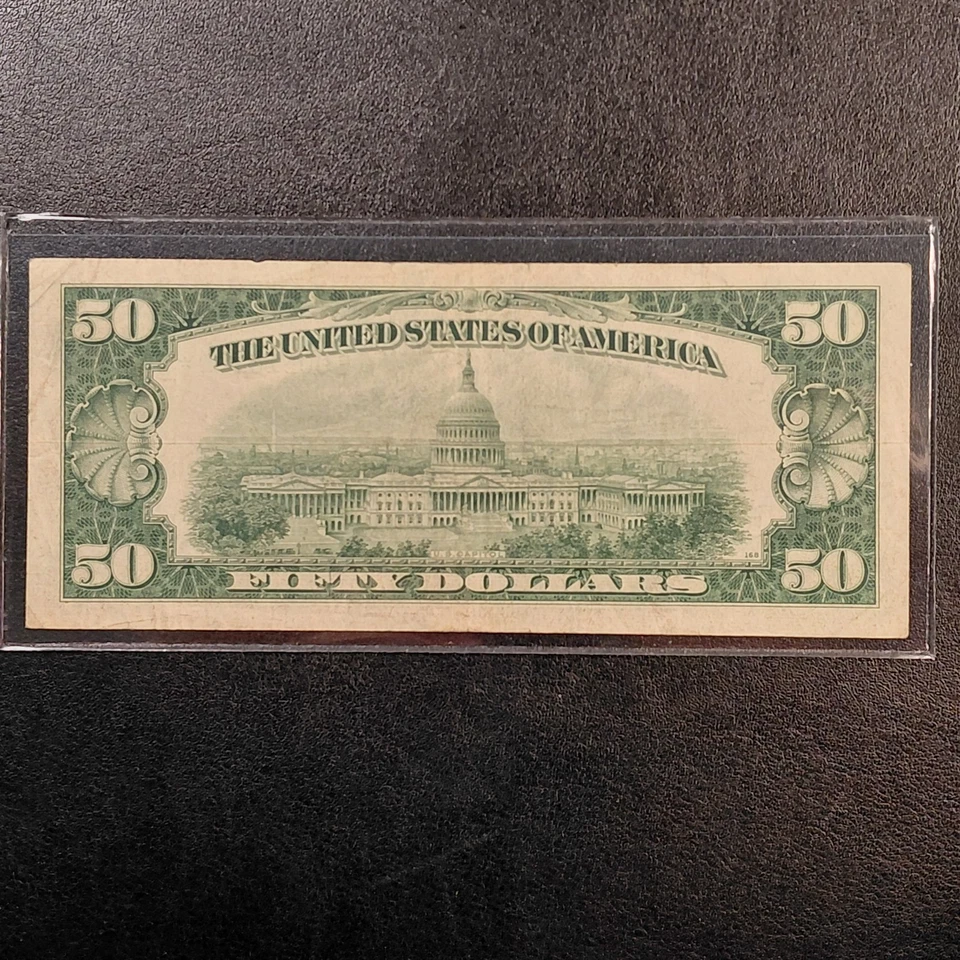 50 50
THE UNITED STATES OF AMERICA
U.S. CAPITOL
168
50 FIFTY DOLLARS 50